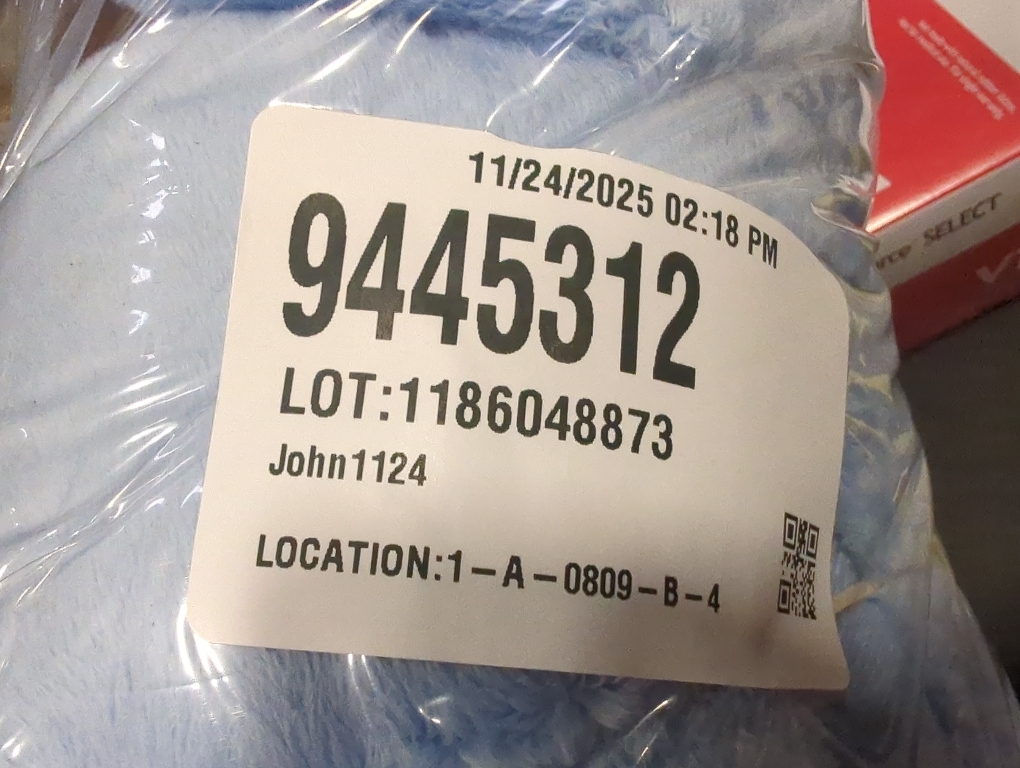 11/24/2025 02:18 PM
9445312
LOT:1186048873
John1124
LOCATION:1-A-0809-B-4
SELECT